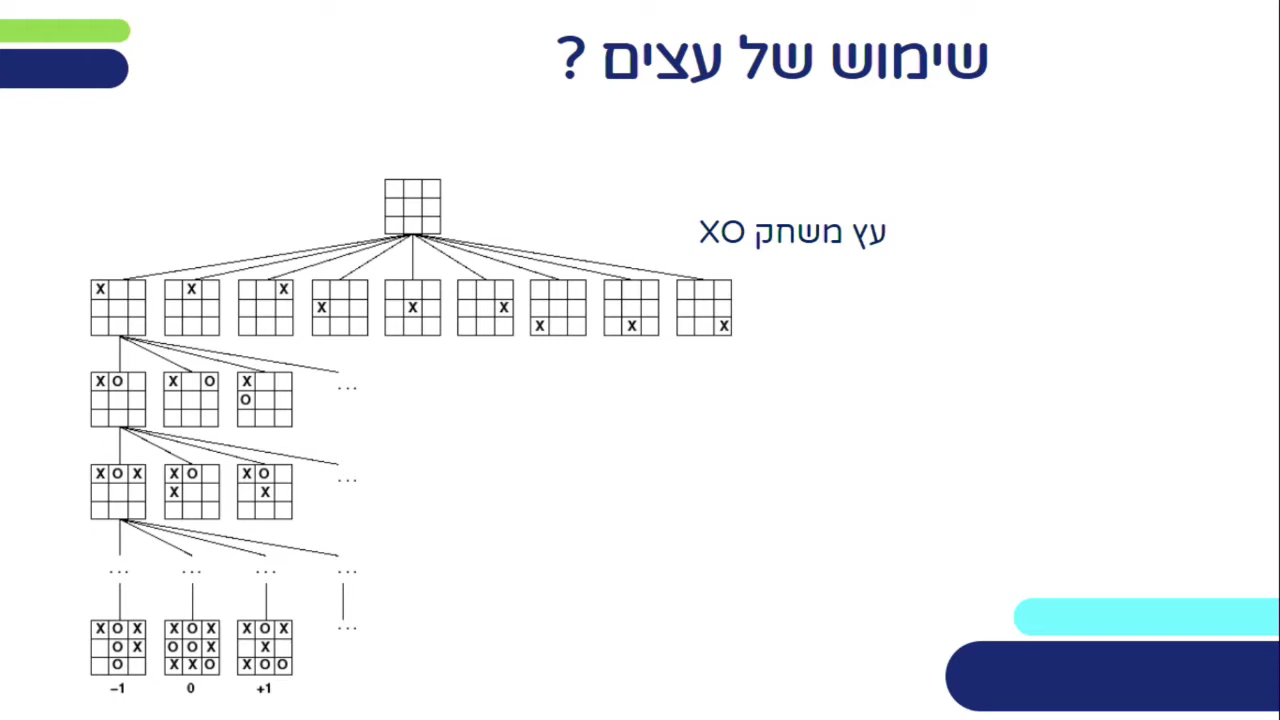 שימוש של עצים ?
עץ משחק XO
X X X
X X X
X X X
X O X O X
... O
X O X X O X O
... X X
... ... ... ...
X O X X O X X O X ...
O X O O X X
O X X O X O O
–1 0 +1